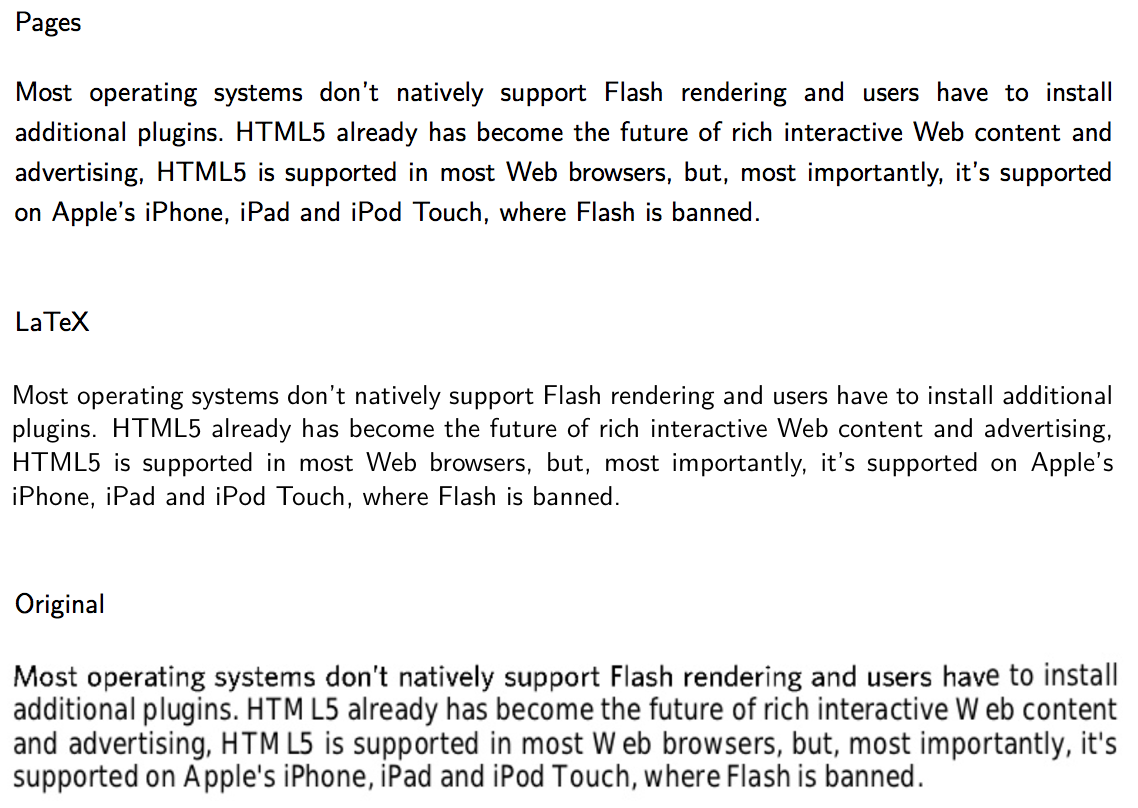 Pages
Most operating systems don't natively support Flash rendering and users have to install
additional plugins. HTML5 already has become the future of rich interactive Web content and
advertising, HTML5 is supported in most Web browsers, but, most importantly, it's supported
on Apple's iPhone, iPad and iPod Touch, where Flash is banned.
LaTeX
Most operating systems don't natively support Flash rendering and users have to install additional
plugins. HTML5 already has become the future of rich interactive Web content and advertising,
HTML5 is supported in most Web browsers, but, most importantly, it's supported on Apple's
iPhone, iPad and iPod Touch, where Flash is banned.
Original
Most operating systems don't natively support Flash rendering and users have to install
additional plugins. HTM L5 already has become the future of rich interactive W eb content
and advertising, HTM L5 is supported in most W eb browsers, but, most importantly, it's
supported on Apple's iPhone, iPad and iPod Touch, where Flash is banned.